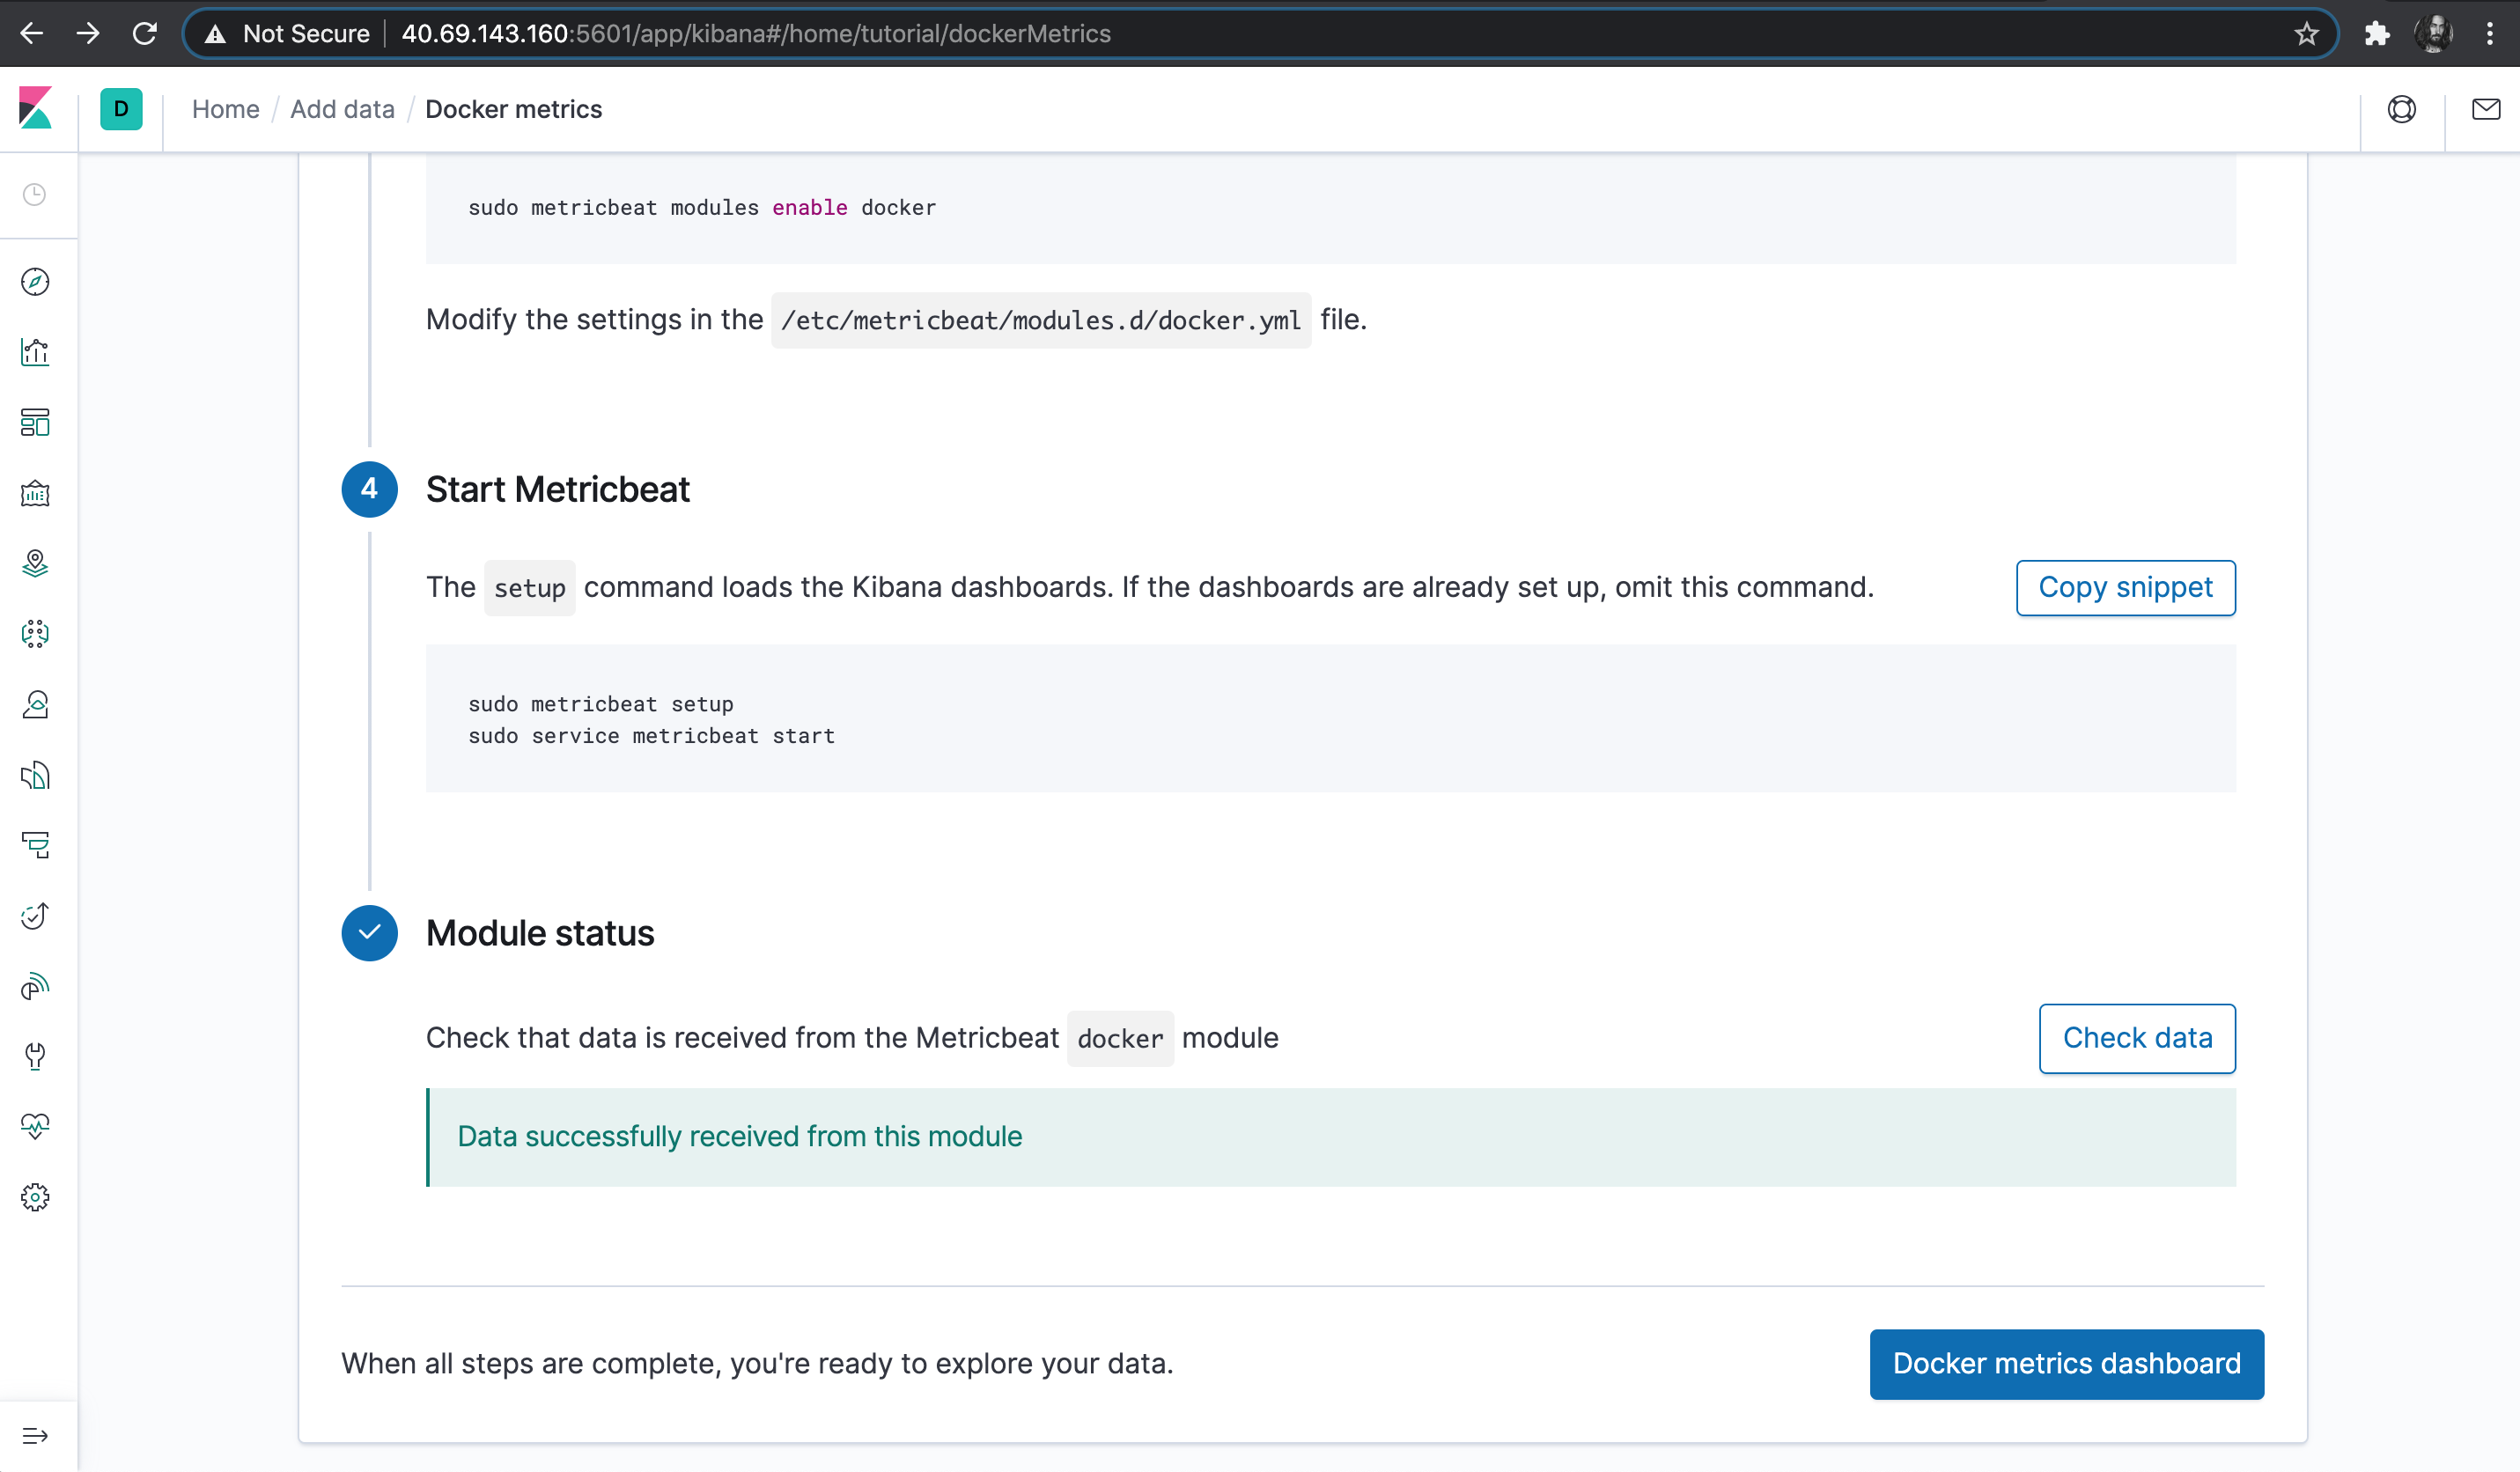 Not Secure 40.69.143.160:5601/app/kibana#/home/tutorial/dockerMetrics
D Home / Add data / Docker metrics
sudo metricbeat modules enable docker
Modify the settings in the /etc/metricbeat/modules.d/docker.yml file.
4 Start Metricbeat
The setup command loads the Kibana dashboards. If the dashboards are already set up, omit this command.
Copy snippet
sudo metricbeat setup
sudo service metricbeat start
Module status
Check that data is received from the Metricbeat docker module
Check data
Data successfully received from this module
When all steps are complete, you're ready to explore your data.
Docker metrics dashboard